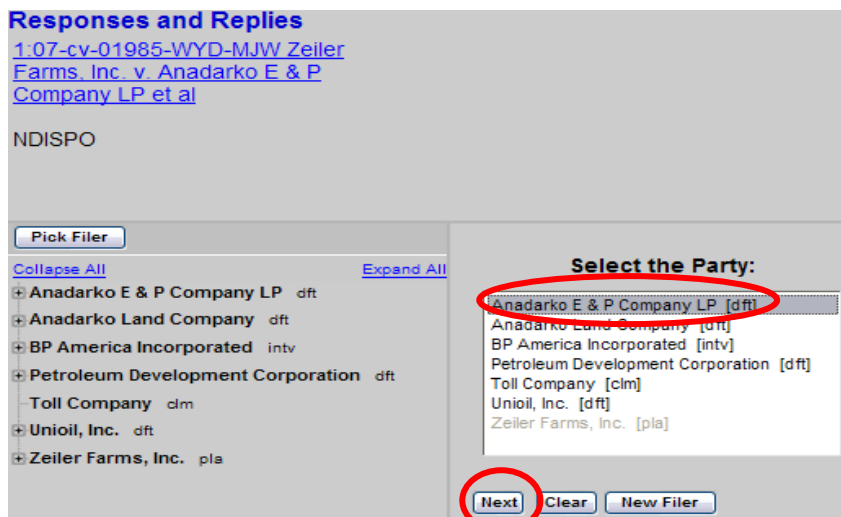 Responses and Replies
1:07-cv-01985-WYD-MJW Zeiler
Farms, Inc. v. Anadarko E & P
Company LP et al
NDISPO
Pick Filer
Collapse All Expand All
Anadarko E & P Company LP dft
Anadarko Land Company dft
BP America Incorporated intv
Petroleum Development Corporation dft
Toll Company clm
Unioil, Inc. dft
Zeiler Farms, Inc. pla
Select the Party:
Anadarko E & P Company LP [dft]
Anadarko Land Company [dft]
BP America Incorporated [intv]
Petroleum Development Corporation [dft]
Toll Company [clm]
Unioil, Inc. [dft]
Zeiler Farms, Inc. [pla]
Next Clear New Filer